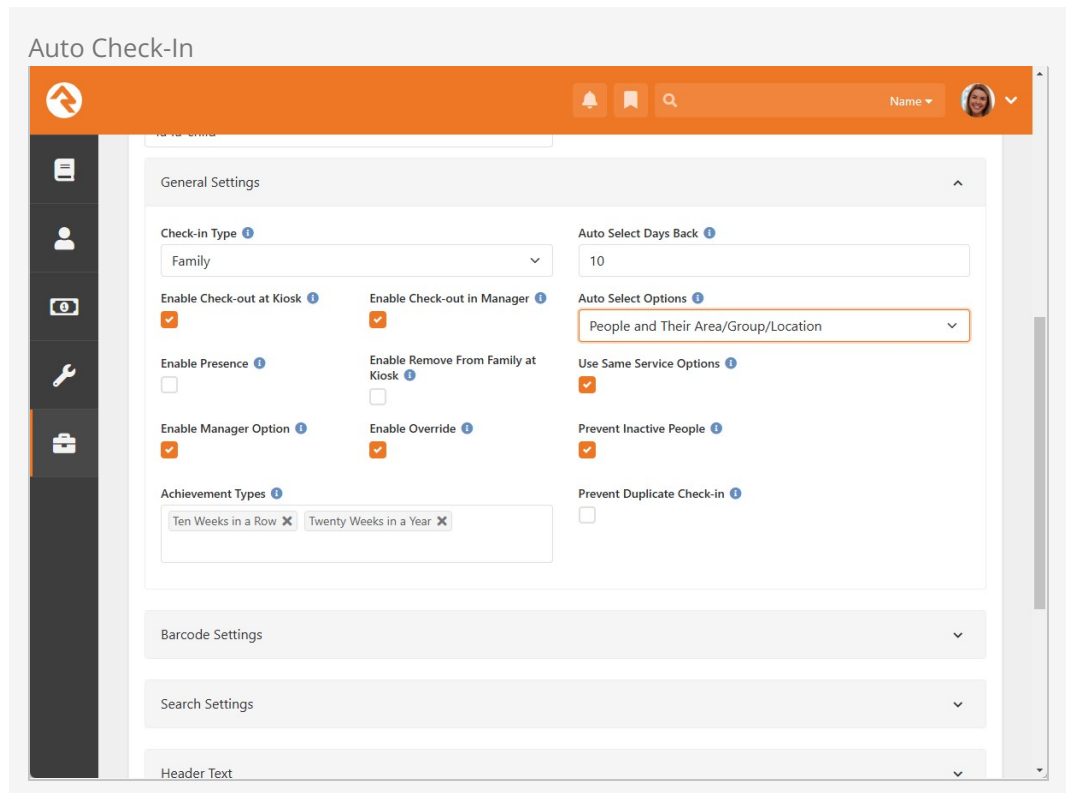 Auto Check-In
Name
General Settings
Check-in Type
Auto Select Days Back
Family
10
Enable Check-out at Kiosk
Enable Check-out in Manager
Auto Select Options
People and Their Area/Group/Location
Enable Presence
Enable Remove From Family at
Kiosk
Use Same Service Options
Enable Manager Option
Enable Override
Prevent Inactive People
Achievement Types
Prevent Duplicate Check-in
Ten Weeks in a Row
Twenty Weeks in a Year
Barcode Settings
Search Settings
Header Text